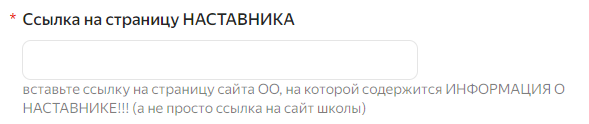 * Ссылка на страницу НАСТАВНИКА
вставьте ссылку на страницу сайта ОО, на которой содержится ИНФОРМАЦИЯ О
НАСТАВНИКЕ!!! (а не просто ссылка на сайт школы)